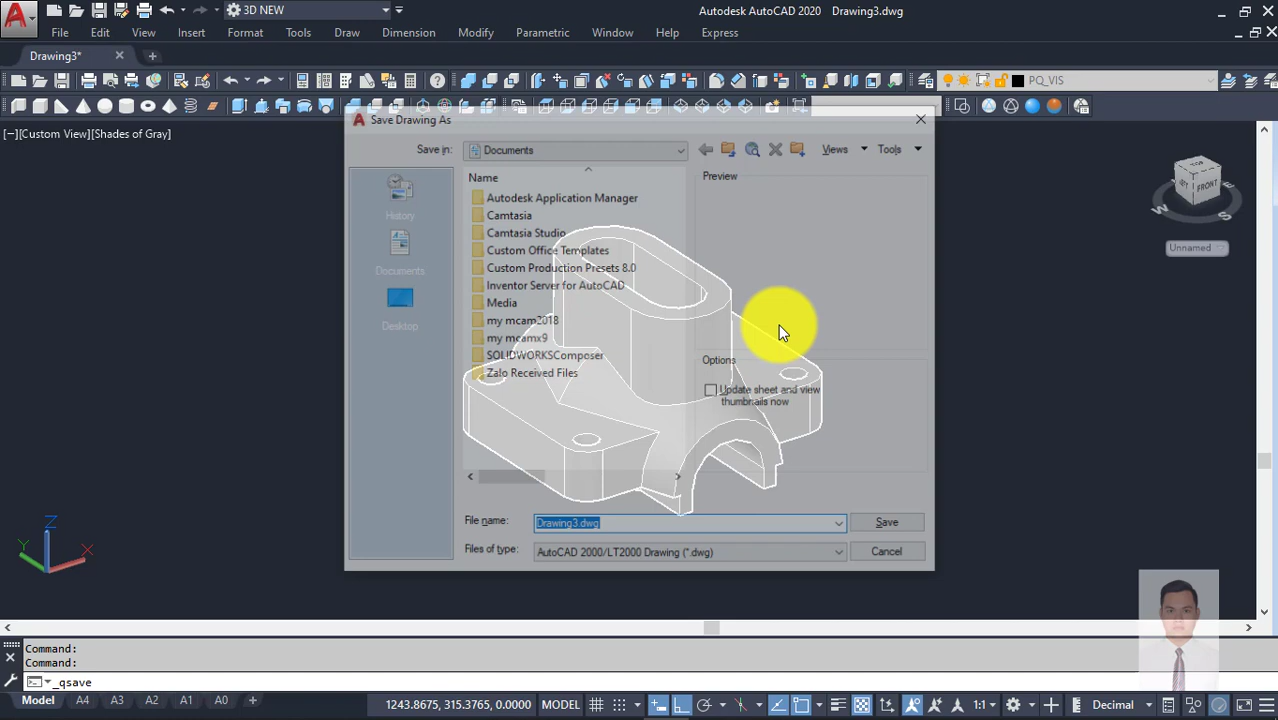 3D NEW
Autodesk AutoCAD 2020 Drawing3.dwg
File Edit View Insert Format Tools Draw Dimension Modify Parametric Window Help Express
Drawing3*
PQ_VIS
[−][Custom View][Shades of Gray]
Save Drawing As
Save in: Documents Views Tools
Name
Preview
History
Documents
Desktop
Autodesk Application Manager
Camtasia
Camtasia Studio
Custom Office Templates
Custom Production Presets 8.0
Inventor Server for AutoCAD
Media
my mcam2018
my mcamx9
SOLIDWORKSComposer
Zalo Received Files
Options
Update sheet and view
thumbnails now
File name: Drawing3.dwg Save
Files of type: AutoCAD 2000/LT2000 Drawing (*.dwg) Cancel
TOP
FRONT
W
S
Unnamed
Z
Y
X
Command:
Command:
_qsave
Model A4 A3 A2 A1 A0
1243.8675, 315.3765, 0.0000 MODEL 1:1 Decimal